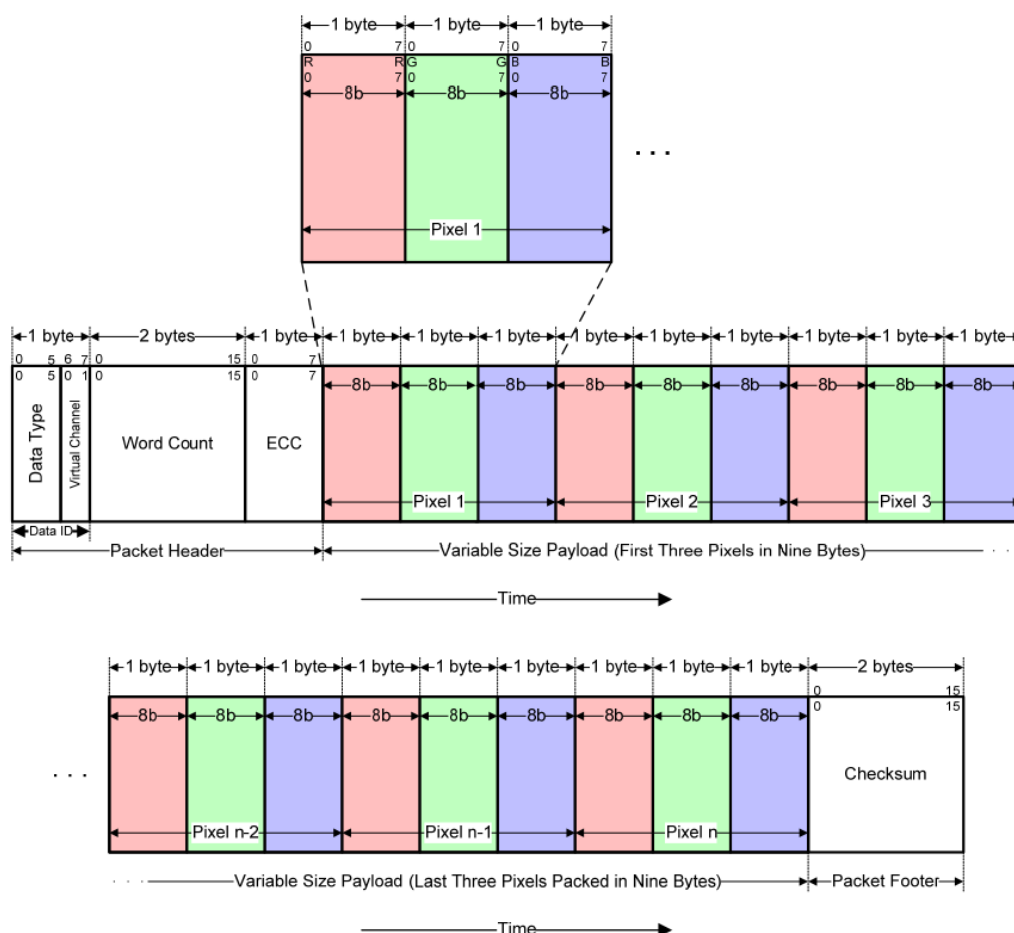 1 byte 1 byte 1 byte
0 7 0 7 0 7
R R G G B B
0 7 0 7 0 7
8b 8b 8b
. . .
Pixel 1
1 byte 2 bytes 1 byte 1 byte 1 byte 1 byte 1 byte 1 byte 1 byte 1 byte 1 byte 1 byte
0 5 6 7 0 15 0 7
0 5 0 1 0 15 0 7
8b 8b 8b 8b 8b 8b 8b 8b 8b
Data Type
Virtual Channel
Word Count
ECC
Pixel 1 Pixel 2 Pixel 3
Data ID
Packet Header Variable Size Payload (First Three Pixels in Nine Bytes) . . .
Time
1 byte 1 byte 1 byte 1 byte 1 byte 1 byte 1 byte 1 byte 1 byte 2 bytes
0 15
0 15
8b 8b 8b 8b 8b 8b 8b 8b 8b
. . .
Checksum
Pixel n-2 Pixel n-1 Pixel n
. . . Variable Size Payload (Last Three Pixels Packed in Nine Bytes) Packet Footer
Time